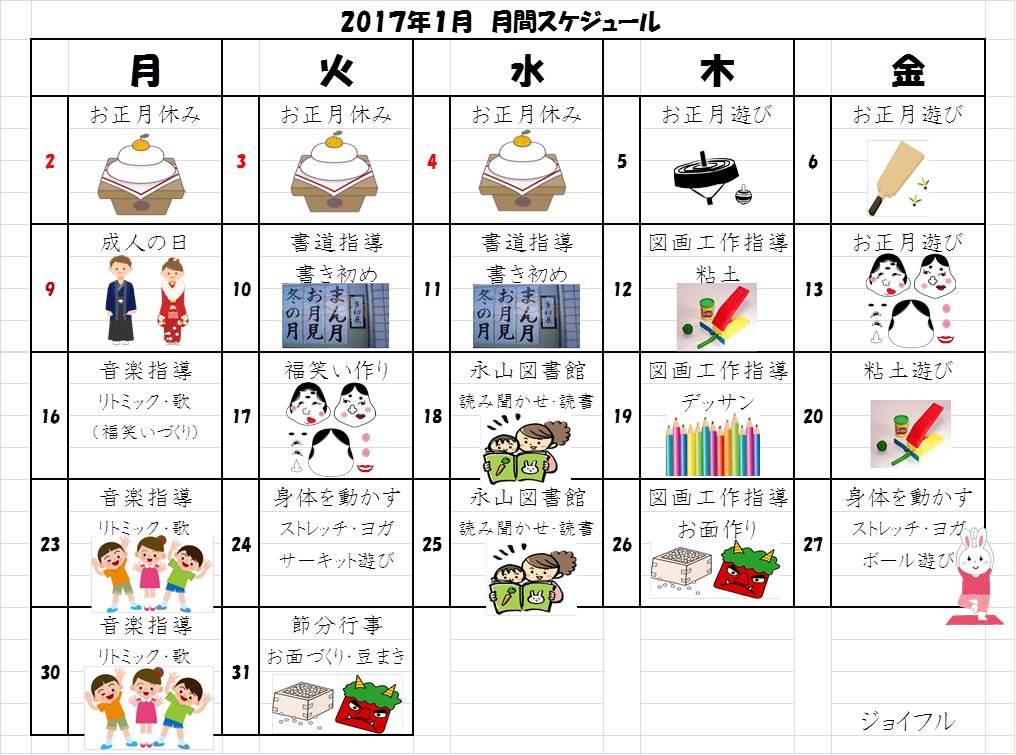 2017年1月　月間スケジュール
月 火 水 木 金
2 お正月休み
3 お正月休み
4 お正月休み
5 お正月遊び
6 お正月遊び
9 成人の日
10 書道指導
書き初め
まん月
お月見
冬の月
11 書道指導
書き初め
まん月
お月見
冬の月
12 図画工作指導
粘土
13 お正月遊び
16 音楽指導
リトミック・歌
（福笑いづくり）
17 福笑い作り
18 永山図書館
読み聞かせ・読書
19 図画工作指導
デッサン
20 粘土遊び
23 音楽指導
リトミック・歌
24 身体を動かす
ストレッチ・ヨガ
サーキット遊び
25 永山図書館
読み聞かせ・読書
26 図画工作指導
お面作り
27 身体を動かす
ストレッチ・ヨガ
ボール遊び
30 音楽指導
リトミック・歌
31 節分行事
お面づくり・豆まき
ジョイフル